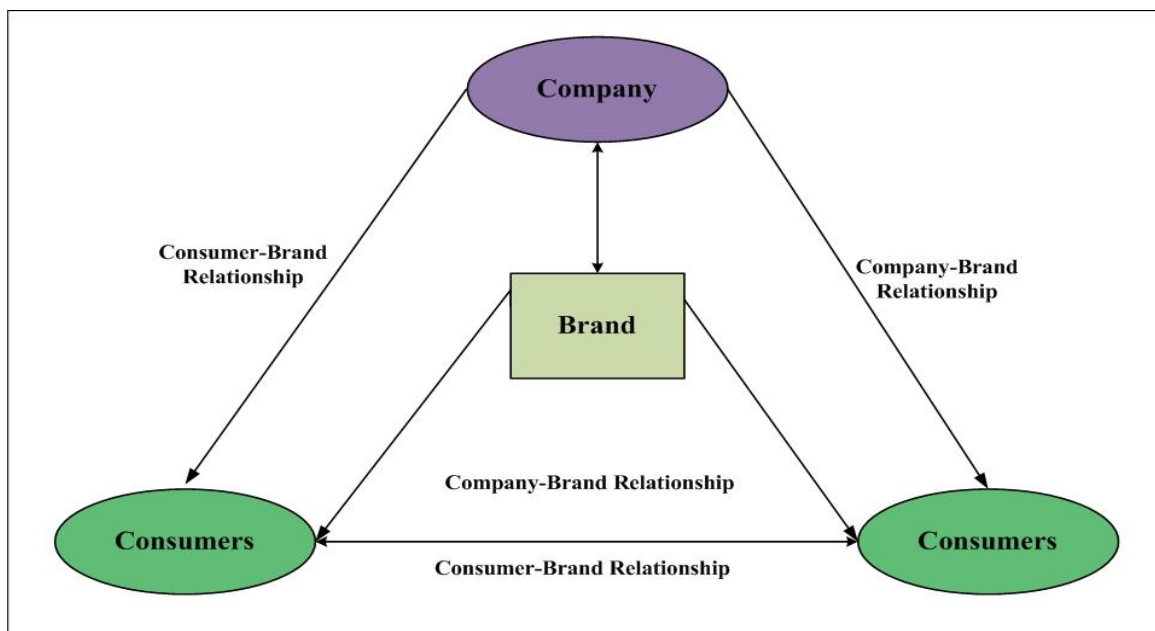 Company
Consumer-Brand
Relationship
Company-Brand
Relationship
Brand
Company-Brand Relationship
Consumers
Consumers
Consumer-Brand Relationship